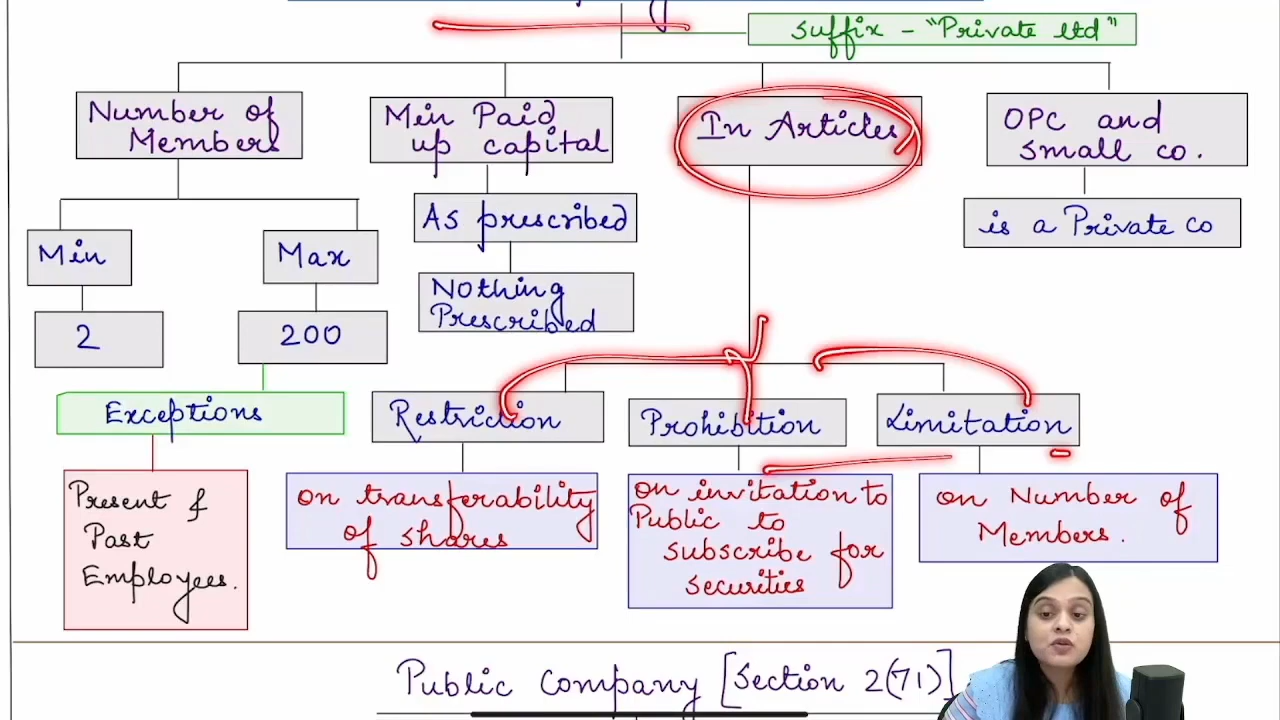 suffix - "Private ltd"
Number of
Members
Min Paid
up capital
In Articles
OPC and
small co.
As prescribed
is a Private Co
Min
Max
Nothing
Prescribed
2
200
Exceptions
Restriction
Prohibition
Limitation
Present &
Past
Employees.
on transferability
of shares
on invitation to
Public to
subscribe for
securities
on Number of
Members.
Public Company [Section 2(71)]